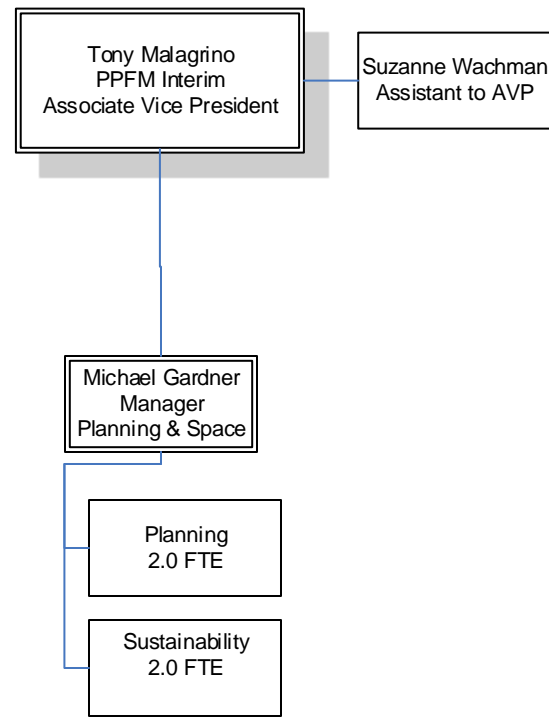 Tony Malagrino
PPFM Interim
Associate Vice President
Suzanne Wachman
Assistant to AVP
Michael Gardner
Manager
Planning & Space
Planning
2.0 FTE
Sustainability
2.0 FTE